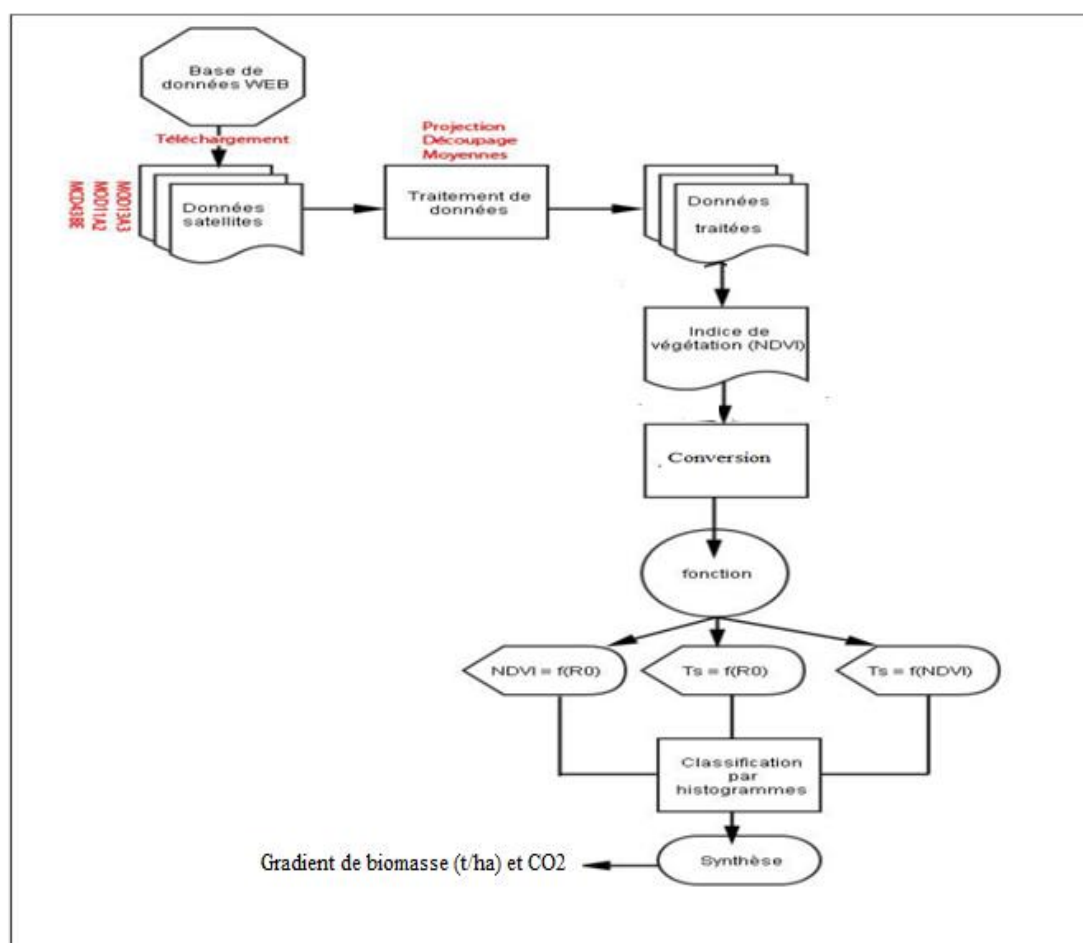 Base de
données WEB
Téléchargement
MCD43BE
MOD11A2
MOD13A3
Données
satellites
Projection
Découpage
Moyennes
Traitement de
données
Données
traitées
Indice de
végétation (NDVI)
Conversion
fonction
NDVI = f(R0)
Ts = f(R0)
Ts = f(NDVI)
Classification
par
histogrammes
Synthèse
Gradient de biomasse (t/ha) et CO2